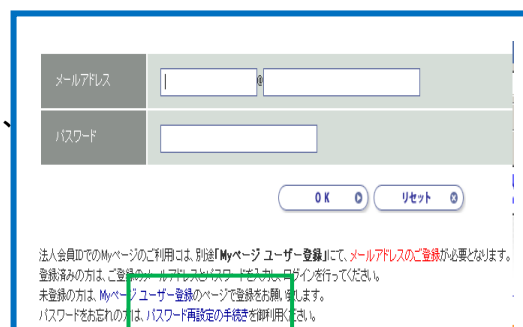 メールアドレス
@
パスワード
OK
リセット
法人会員IDでのMyページのご利用には、別途「Myページ ユーザー登録」にて、メールアドレスのご登録が必要となります。
登録済みの方は、ご登録のメールアドレスとパスワードを入力し、ログインを行ってください。
未登録の方は、Myページユーザー登録のページで登録をお願い致します。
パスワードをお忘れの方は、パスワード再設定の手続きを御利用ください。